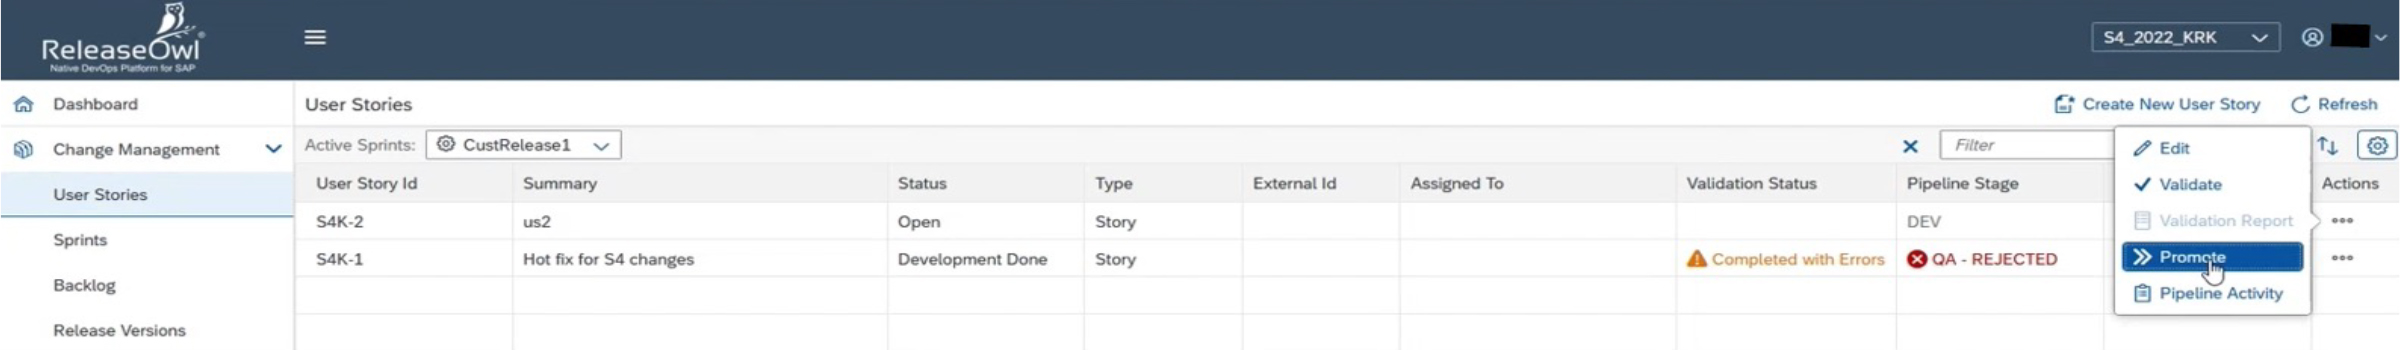 ReleaseOwl
Native DevOps Platform for SAP
S4_2022_KRK
Dashboard
User Stories
Create New User Story
Refresh
Change Management
Active Sprints:
CustRelease1
Filter
Edit
User Stories
User Story Id
Summary
Status
Type
External Id
Assigned To
Validation Status
Pipeline Stage
Validate
Actions
S4K-2
us2
Open
Story
DEV
Validation Report
Sprints
S4K-1
Hot fix for S4 changes
Development Done
Story
Completed with Errors
QA - REJECTED
Promote
Backlog
Pipeline Activity
Release Versions